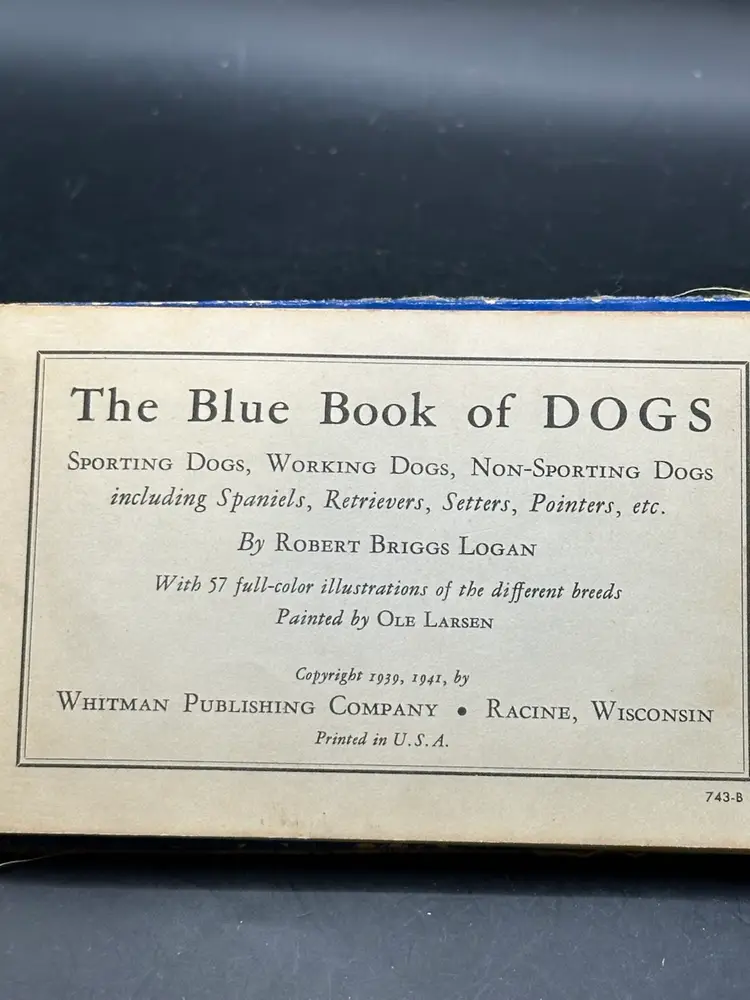 The Blue Book of DOGS
Sporting Dogs, Working Dogs, Non-Sporting Dogs
including Spaniels, Retrievers, Setters, Pointers, etc.
By Robert Briggs Logan
With 57 full-color illustrations of the different breeds
Painted by Ole Larsen
Copyright 1939, 1941, by
Whitman Publishing Company • Racine, Wisconsin
Printed in U.S.A.
743-B